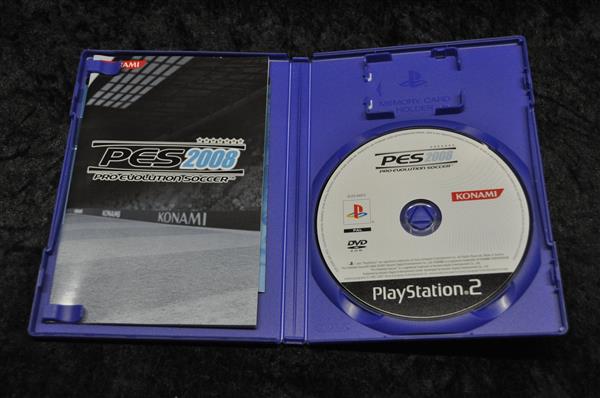 KONAMI
PES2008
PRO EVOLUTION SOCCER
KONAMI
MEMORY CARD
HOLDER
PES2008
PRO EVOLUTION SOCCER
KONAMI
PAL
DVD
PlayStation.2